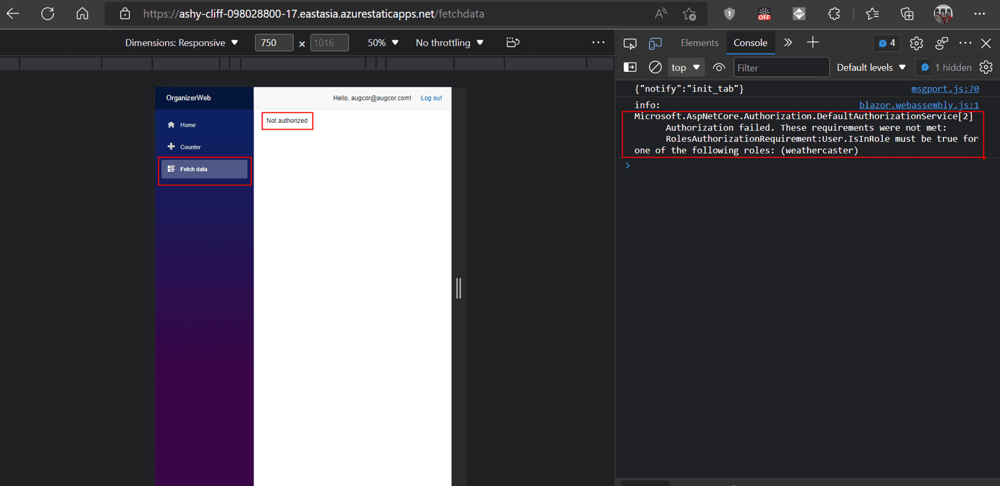 https://ashy-cliff-098028800-17.eastasia.azurestaticapps.net/fetchdata
OFF
MVP
Dimensions: Responsive
750 × 1016
50%
No throttling
Elements
Console
4
top
Filter
Default levels
1 hidden
OrganizerWeb
Home
Counter
Fetch data
Hello, augcor@augcor.com!
Log out
Not authorized
{"notify":"init_tab"}
msgport.js:70
info:
blazor.webassembly.js:1
Microsoft.AspNetCore.Authorization.DefaultAuthorizationService[2]
Authorization failed. These requirements were not met:
RolesAuthorizationRequirement:User.IsInRole must be true for
one of the following roles: (weathercaster)